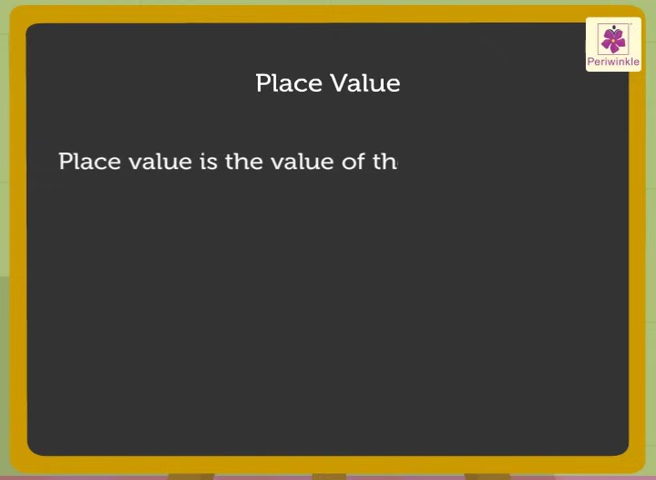 Periwinkle
Place Value
Place value is the value of th